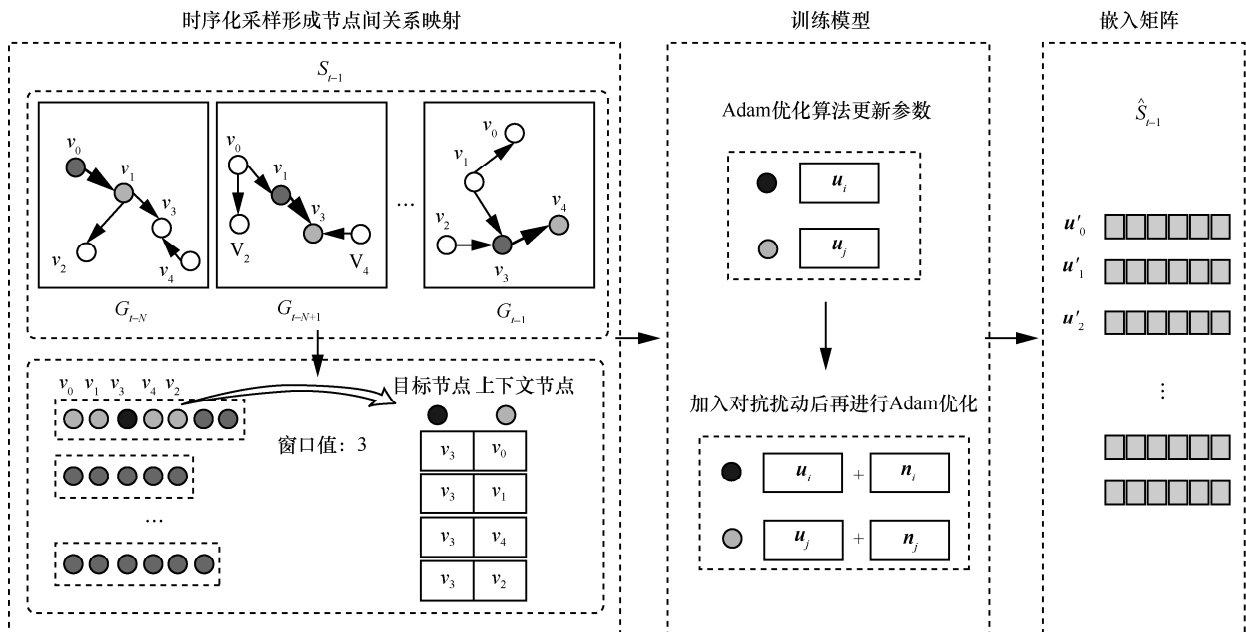 时序化采样形成节点间关系映射
训练模型
嵌入矩阵
S_{t-1}
v_0
v_1
v_3
v_2
v_4
G_{t-N}
v_0
v_1
v_3
V_2
V_4
G_{t-N+1}
...
v_0
v_1
v_2
v_4
v_3
G_{t-1}
v_0 v_1 v_3 v_4 v_2
...
窗口值：3
目标节点 上下文节点
v_3 v_0
v_3 v_1
v_3 v_4
v_3 v_2
Adam优化算法更新参数
u_i
u_j
加入对抗扰动后再进行Adam优化
u_i + n_i
u_j + n_j
Ŝ_{t-1}
u'_0
u'_1
u'_2
⋮